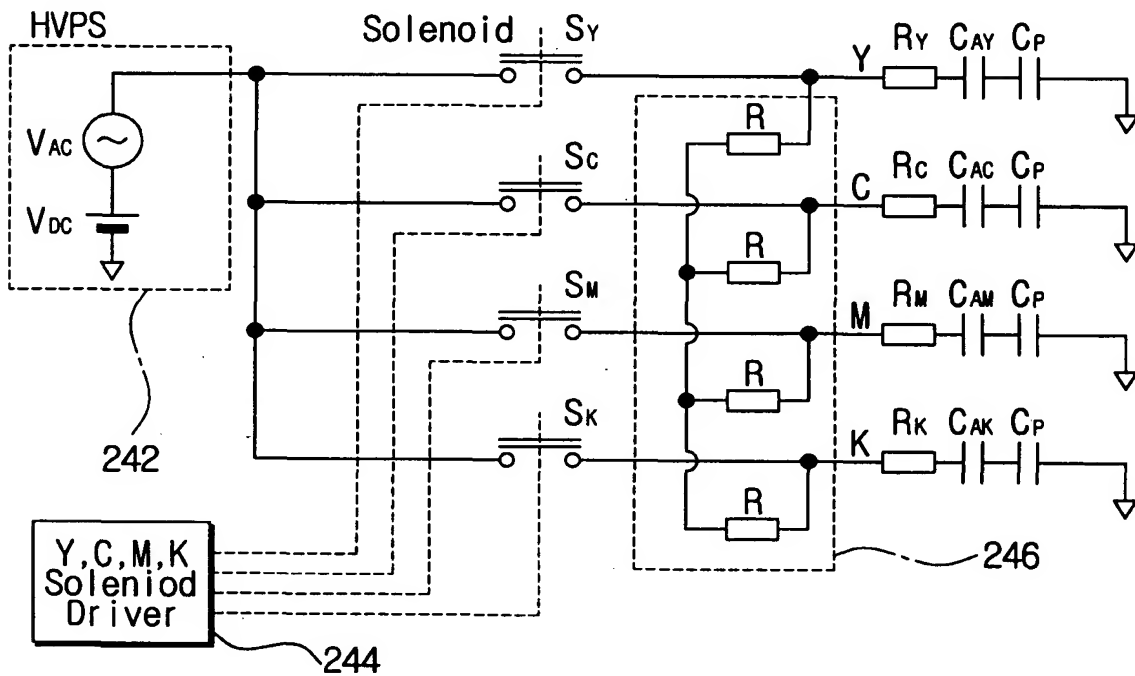 HVPS
Solenoid
SY
Y
RY
CAY
CP
VAC
VDC
R
SC
C
RC
CAC
CP
R
SM
M
RM
CAM
CP
R
SK
K
RK
CAK
CP
R
242
246
Y,C,M,K
Soleniod
Driver
244